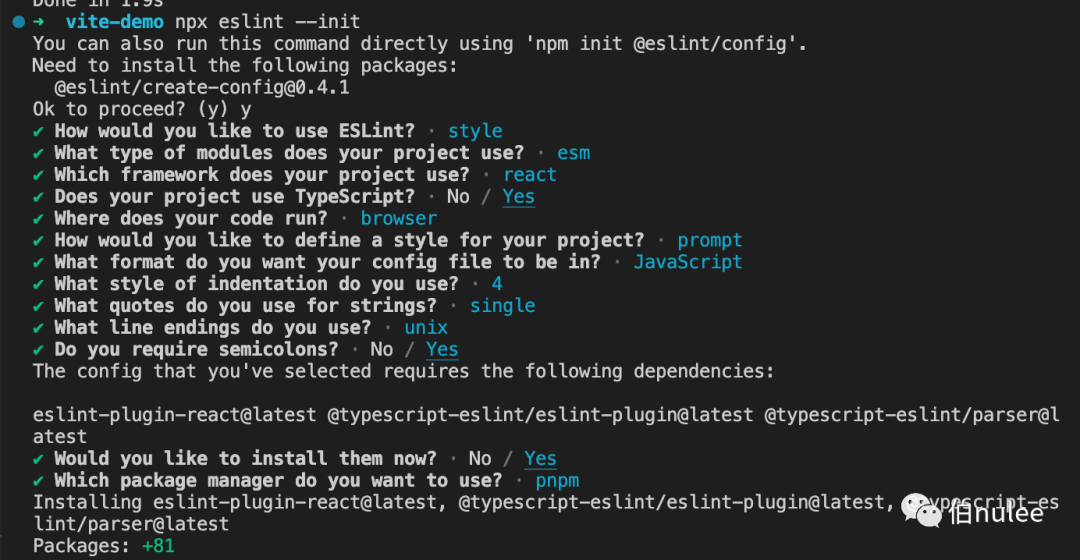 Done in 1.9s
➜ vite-demo npx eslint --init
You can also run this command directly using 'npm init @eslint/config'.
Need to install the following packages:
@eslint/create-config@0.4.1
Ok to proceed? (y) y
✔ How would you like to use ESLint? · style
✔ What type of modules does your project use? · esm
✔ Which framework does your project use? · react
✔ Does your project use TypeScript? · No / Yes
✔ Where does your code run? · browser
✔ How would you like to define a style for your project? · prompt
✔ What format do you want your config file to be in? · JavaScript
✔ What style of indentation do you use? · 4
✔ What quotes do you use for strings? · single
✔ What line endings do you use? · unix
✔ Do you require semicolons? · No / Yes
The config that you've selected requires the following dependencies:
eslint-plugin-react@latest @typescript-eslint/eslint-plugin@latest @typescript-eslint/parser@l
atest
✔ Would you like to install them now? · No / Yes
✔ Which package manager do you want to use? · pnpm
Installing eslint-plugin-react@latest, @typescript-eslint/eslint-plugin@latest, @typescript-es
lint/parser@latest
伯nulee
Packages: +81